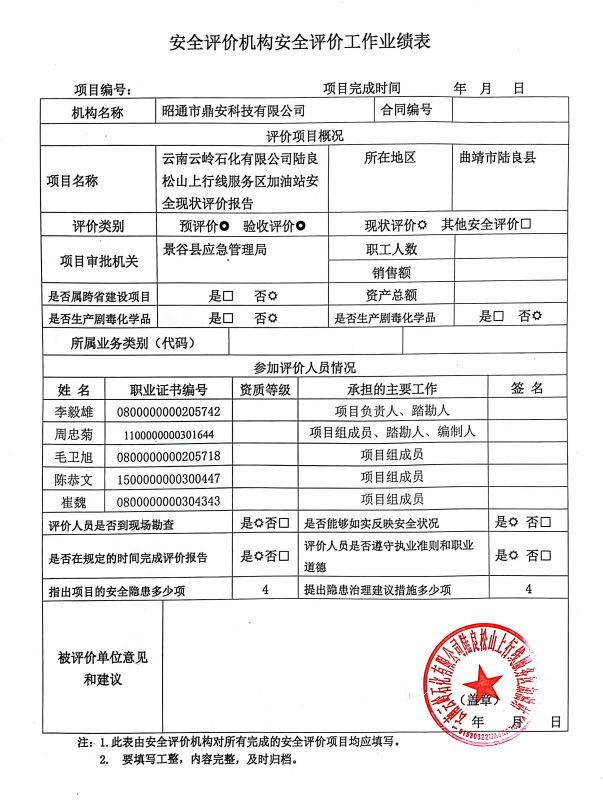 安全评价机构安全评价工作业绩表
项目编号： 项目完成时间 年 月 日
机构名称 昭通市鼎安科技有限公司 合同编号
评价项目概况
项目名称 云南云岭石化有限公司陆良松山上行线服务区加油站安全现状评价报告 所在地区 曲靖市陆良县
评价类别 预评价 验收评价 现状评价✡ 其他安全评价□
项目审批机关 景谷县应急管理局 职工人数
销售额
是否属跨省建设项目 是□ 否✡ 资产总额
是否生产剧毒化学品 是□ 否✡ 是否生产剧毒化学品 是□ 否✡
所属业务类别（代码）
参加评价人员情况
姓 名 职业证书编号 资质等级 承担的主要工作 签 名
李毅雄 0800000000205742 项目负责人、踏勘人
周忠菊 1100000000301644 项目组成员、踏勘人、编制人
毛卫旭 0800000000205718 项目组成员
陈恭文 1500000000300447 项目组成员
崔巍 0800000000304343 项目组成员
评价人员是否到现场勘查 是✡否□ 是否能够如实反映安全状况 是✡ 否□
是否在规定的时间完成评价报告 是✡否□ 评价人员是否遵守执业准则和职业道德 是✡ 否□
指出项目的安全隐患多少项 4 提出隐患治理建议措施多少项 4
被评价单位意见和建议
（盖章）
年 月 日
注：1.此表由安全评价机构对所有完成的安全评价项目均应填写。
2. 要填写工整，内容完整，及时归档。